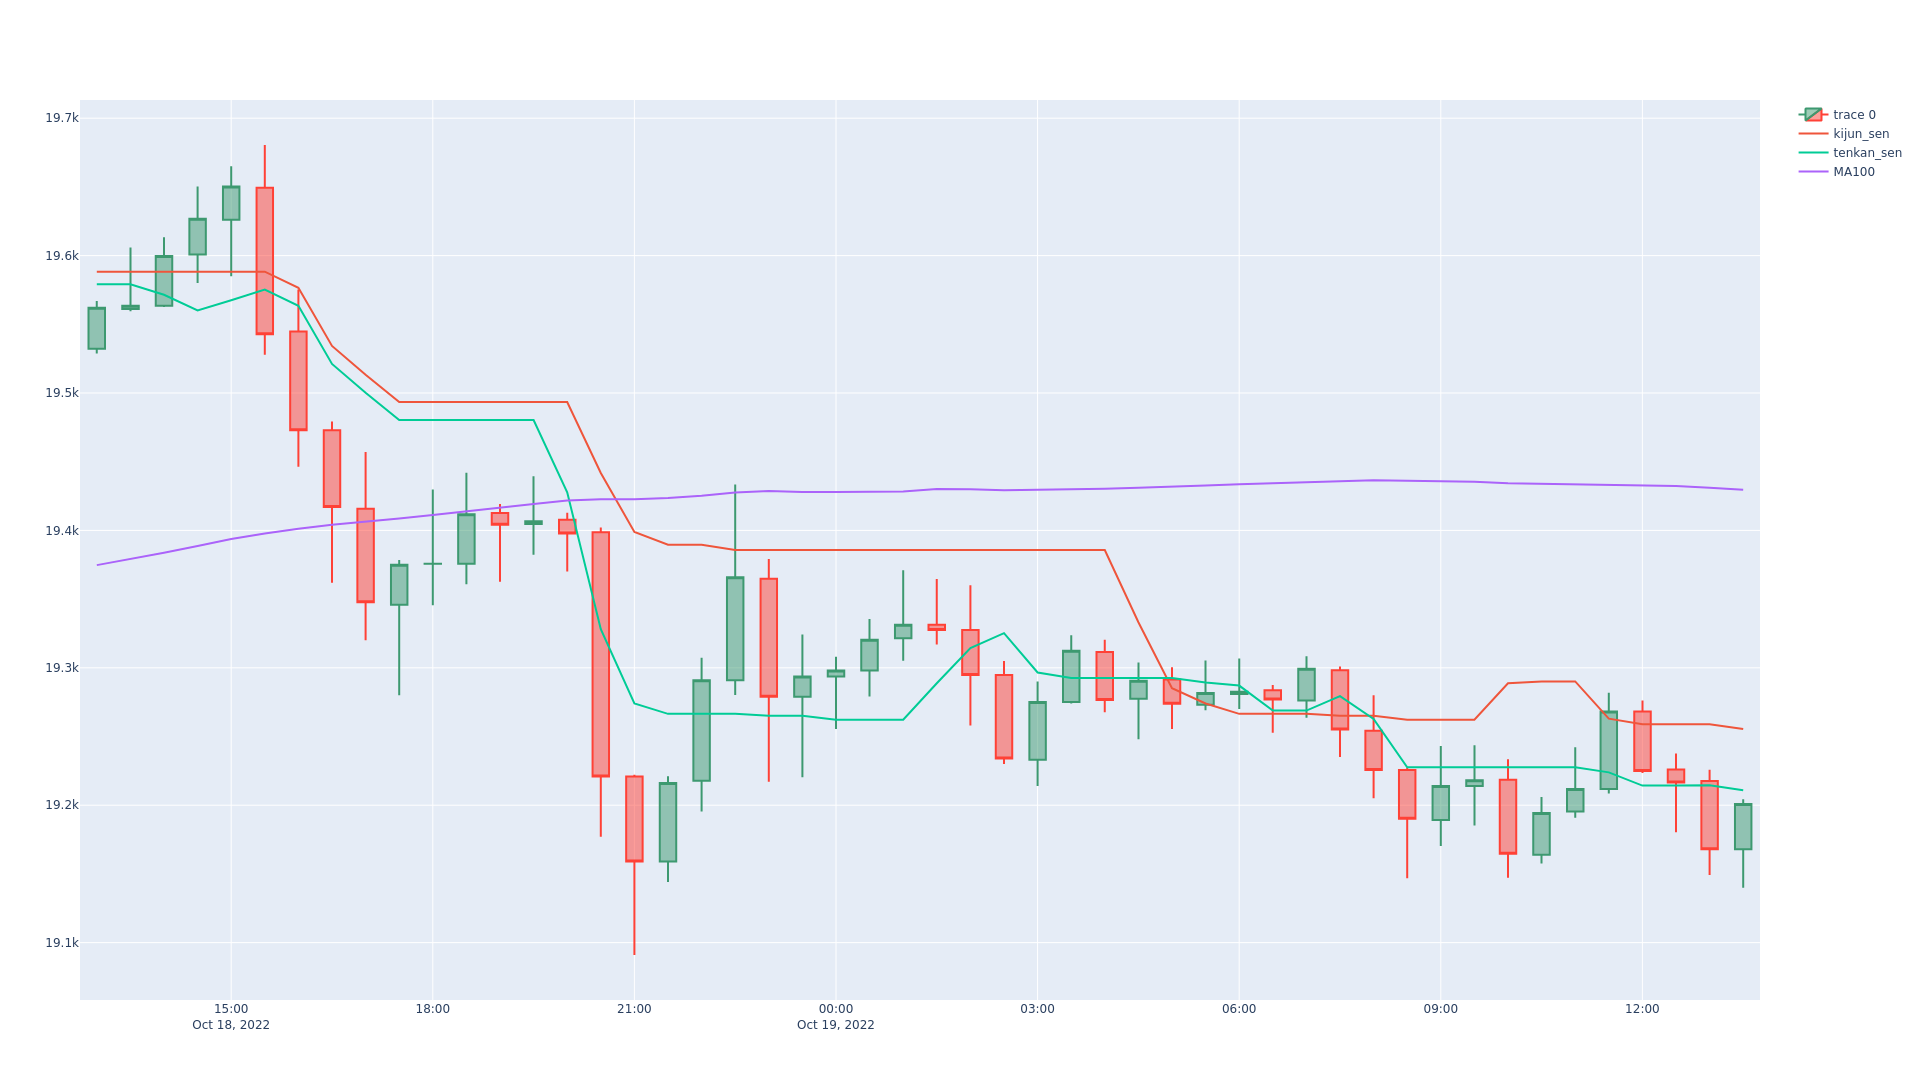 19.7k
19.6k
19.5k
19.4k
19.3k
19.2k
19.1k
15:00
Oct 18, 2022
18:00
21:00
00:00
Oct 19, 2022
03:00
06:00
09:00
12:00
trace 0
kijun_sen
tenkan_sen
MA100